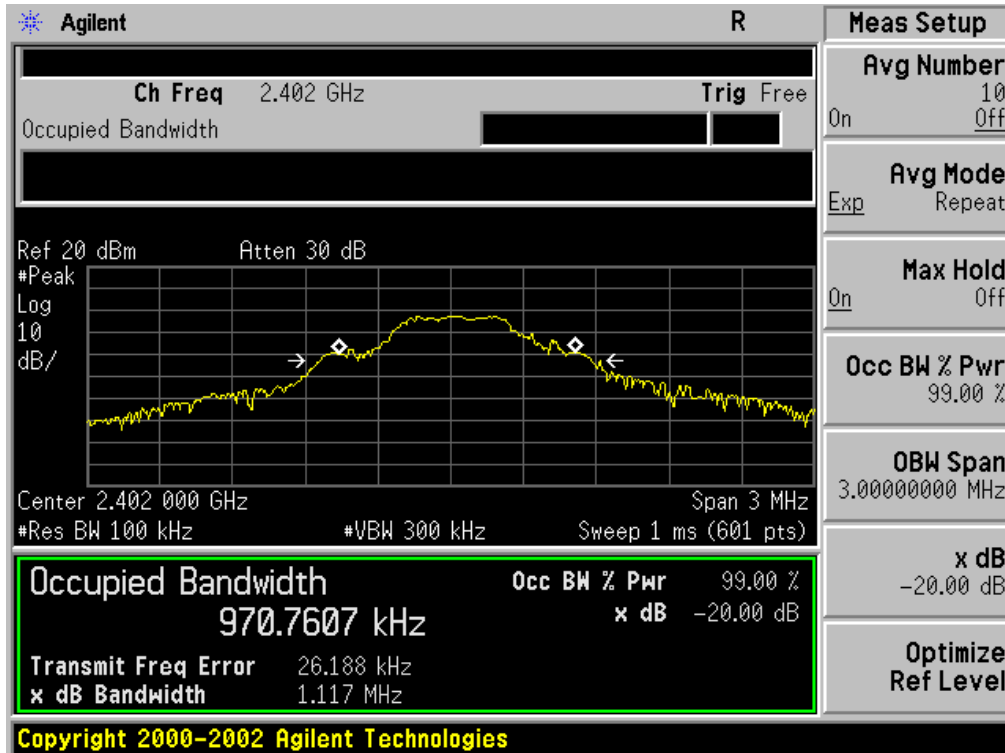 Agilent R Meas Setup
Ch Freq 2.402 GHz Trig Free
Occupied Bandwidth
Ref 20 dBm Atten 30 dB
#Peak
Log
10
dB/
Center 2.402 000 GHz Span 3 MHz
#Res BW 100 kHz #VBW 300 kHz Sweep 1 ms (601 pts)
Occupied Bandwidth Occ BW % Pwr 99.00 %
970.7607 kHz x dB -20.00 dB
Transmit Freq Error 26.188 kHz
x dB Bandwidth 1.117 MHz
Copyright 2000-2002 Agilent Technologies
Avg Number
10
On Off
Avg Mode
Exp Repeat
Max Hold
On Off
Occ BW % Pwr
99.00 %
OBW Span
3.00000000 MHz
x dB
-20.00 dB
Optimize
Ref Level